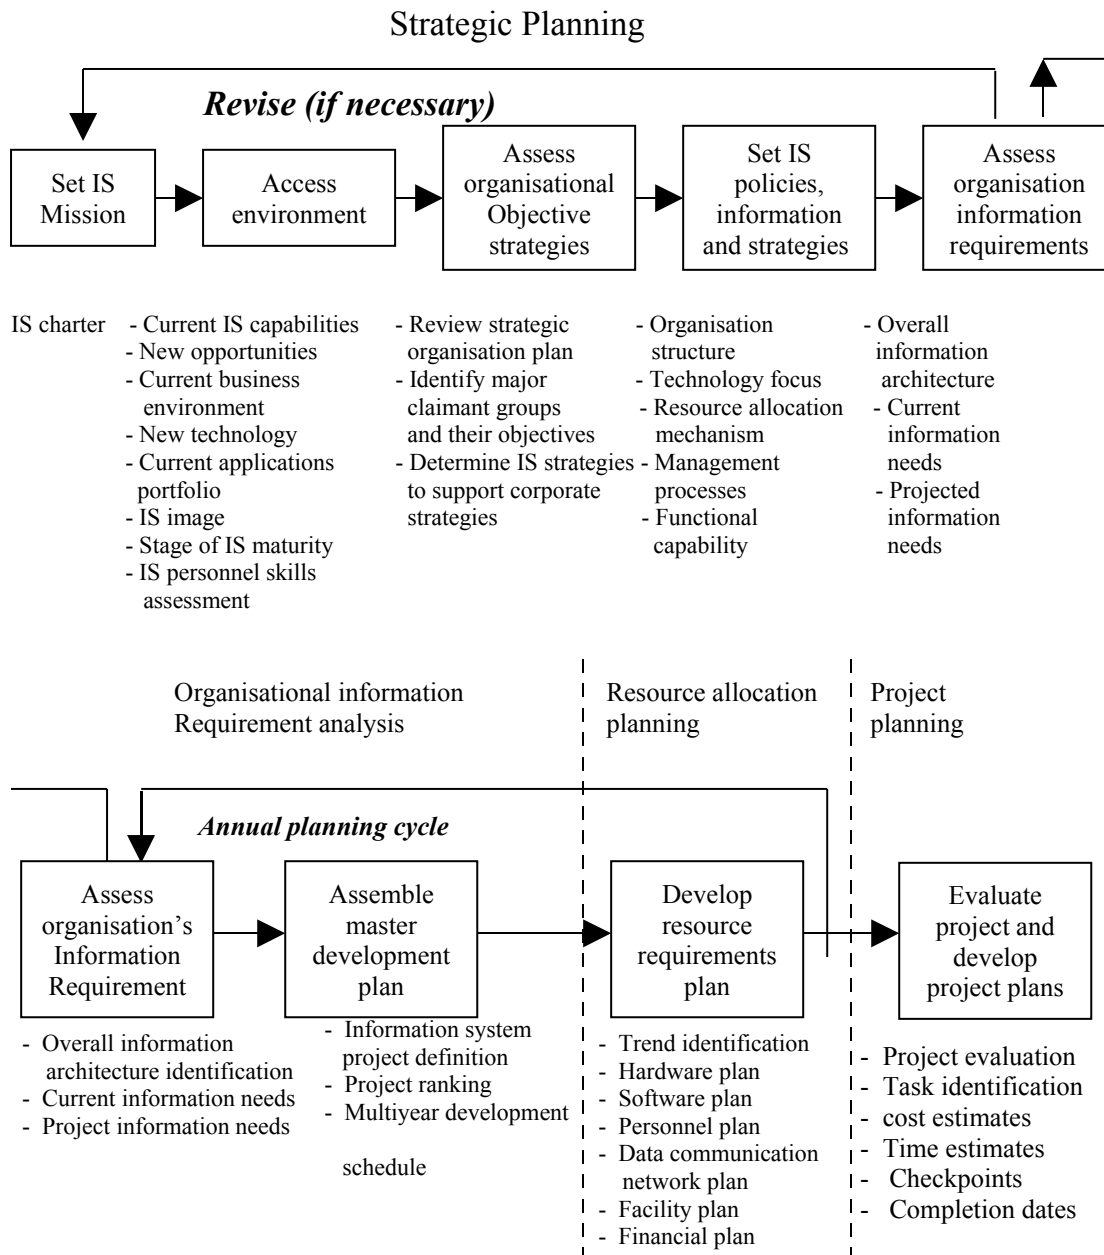 Strategic Planning
Revise (if necessary)
Set IS
Mission
Access
environment
Assess
organisational
Objective
strategies
Set IS
policies,
information
and strategies
Assess
organisation
information
requirements
IS charter
- Current IS capabilities
- New opportunities
- Current business
environment
- New technology
- Current applications
portfolio
- IS image
- Stage of IS maturity
- IS personnel skills
assessment
- Review strategic
organisation plan
- Identify major
claimant groups
and their objectives
- Determine IS strategies
to support corporate
strategies
- Organisation
structure
- Technology focus
- Resource allocation
mechanism
- Management
processes
- Functional
capability
- Overall
information
architecture
- Current
information
needs
- Projected
information
needs
Organisational information
Requirement analysis
Resource allocation
planning
Project
planning
Annual planning cycle
Assess
organisation’s
Information
Requirement
Assemble
master
development
plan
Develop
resource
requirements
plan
Evaluate
project and
develop
project plans
- Overall information
architecture identification
- Current information needs
- Project information needs
- Information system
project definition
- Project ranking
- Multiyear development
schedule
- Trend identification
- Hardware plan
- Software plan
- Personnel plan
- Data communication
network plan
- Facility plan
- Financial plan
- Project evaluation
- Task identification
- cost estimates
- Time estimates
- Checkpoints
- Completion dates